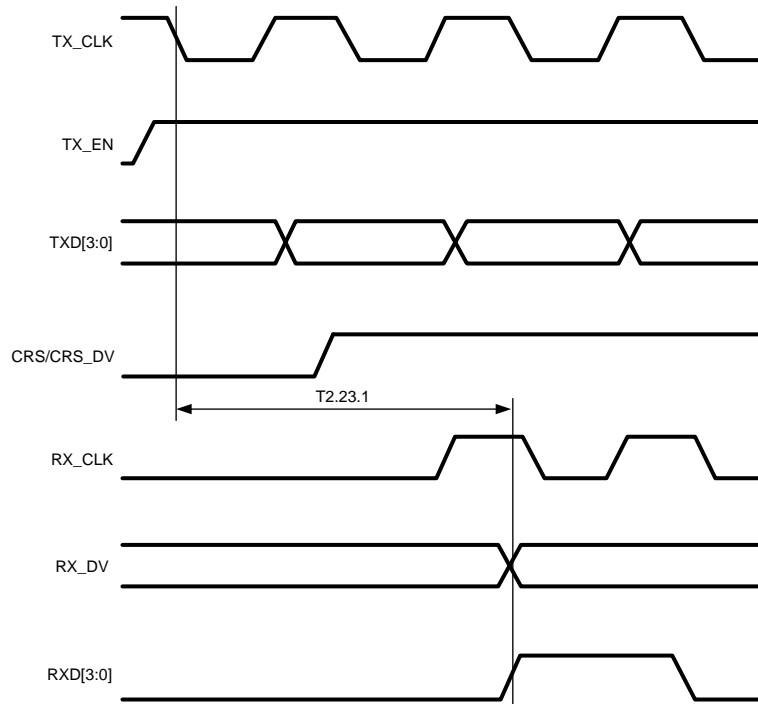 TX_CLK
TX_EN
TXD[3:0]
CRS/CRS_DV
T2.23.1
RX_CLK
RX_DV
RXD[3:0]